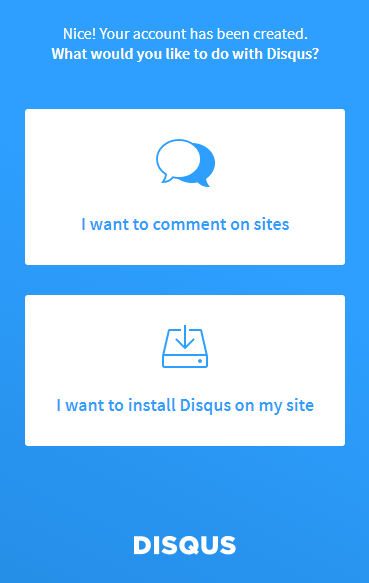 Nice! Your account has been created.
What would you like to do with Disqus?
I want to comment on sites
I want to install Disqus on my site
DISQUS